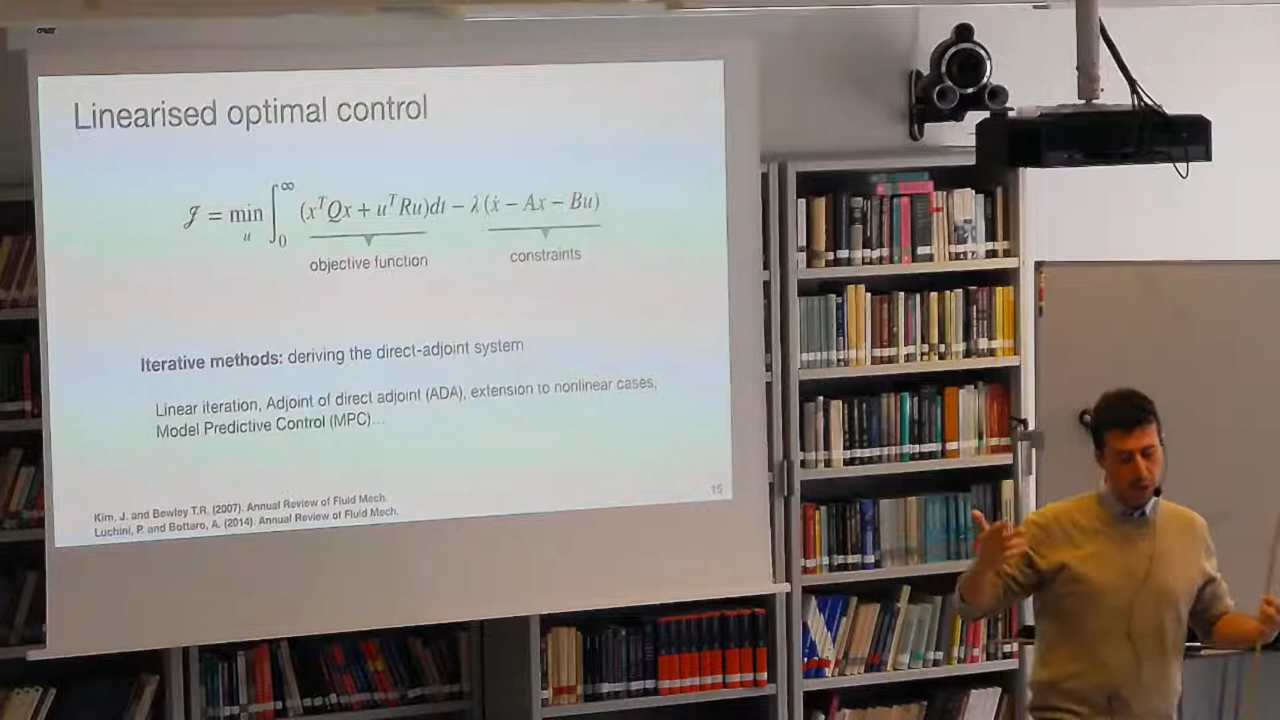 Linearised optimal control
𝒥 = min_u ∫_0^∞ (x^T Qx + u^T Ru)dt − λ (ẋ − Ax − Bu)
objective function
constraints
Iterative methods: deriving the direct-adjoint system
Linear iteration, Adjoint of direct adjoint (ADA), extension to nonlinear cases,
Model Predictive Control (MPC)...
Kim, J. and Bewley T.R. (2007). Annual Review of Fluid Mech.
Luchini, P. and Bottaro, A. (2014). Annual Review of Fluid Mech.
15